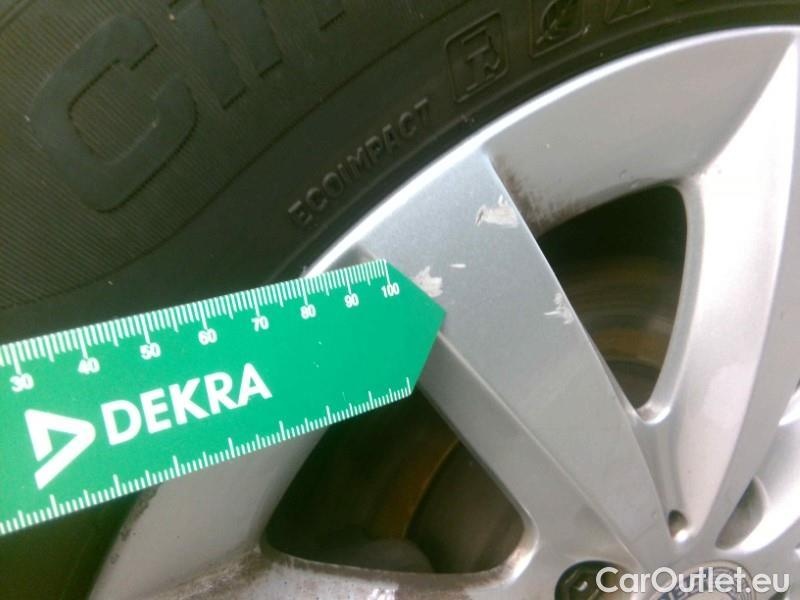 ECOIMPACT
30 40 50 60 70 80 90 100
DEKRA
CarOutlet.eu